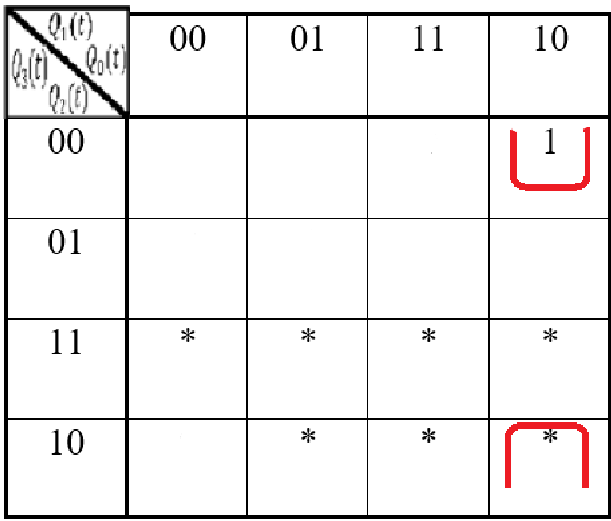 Q₁(t)
Q₃(t) Q₀(t)
Q₂(t)
00 01 11 10
00 1
01
11 * * * *
10 * * *